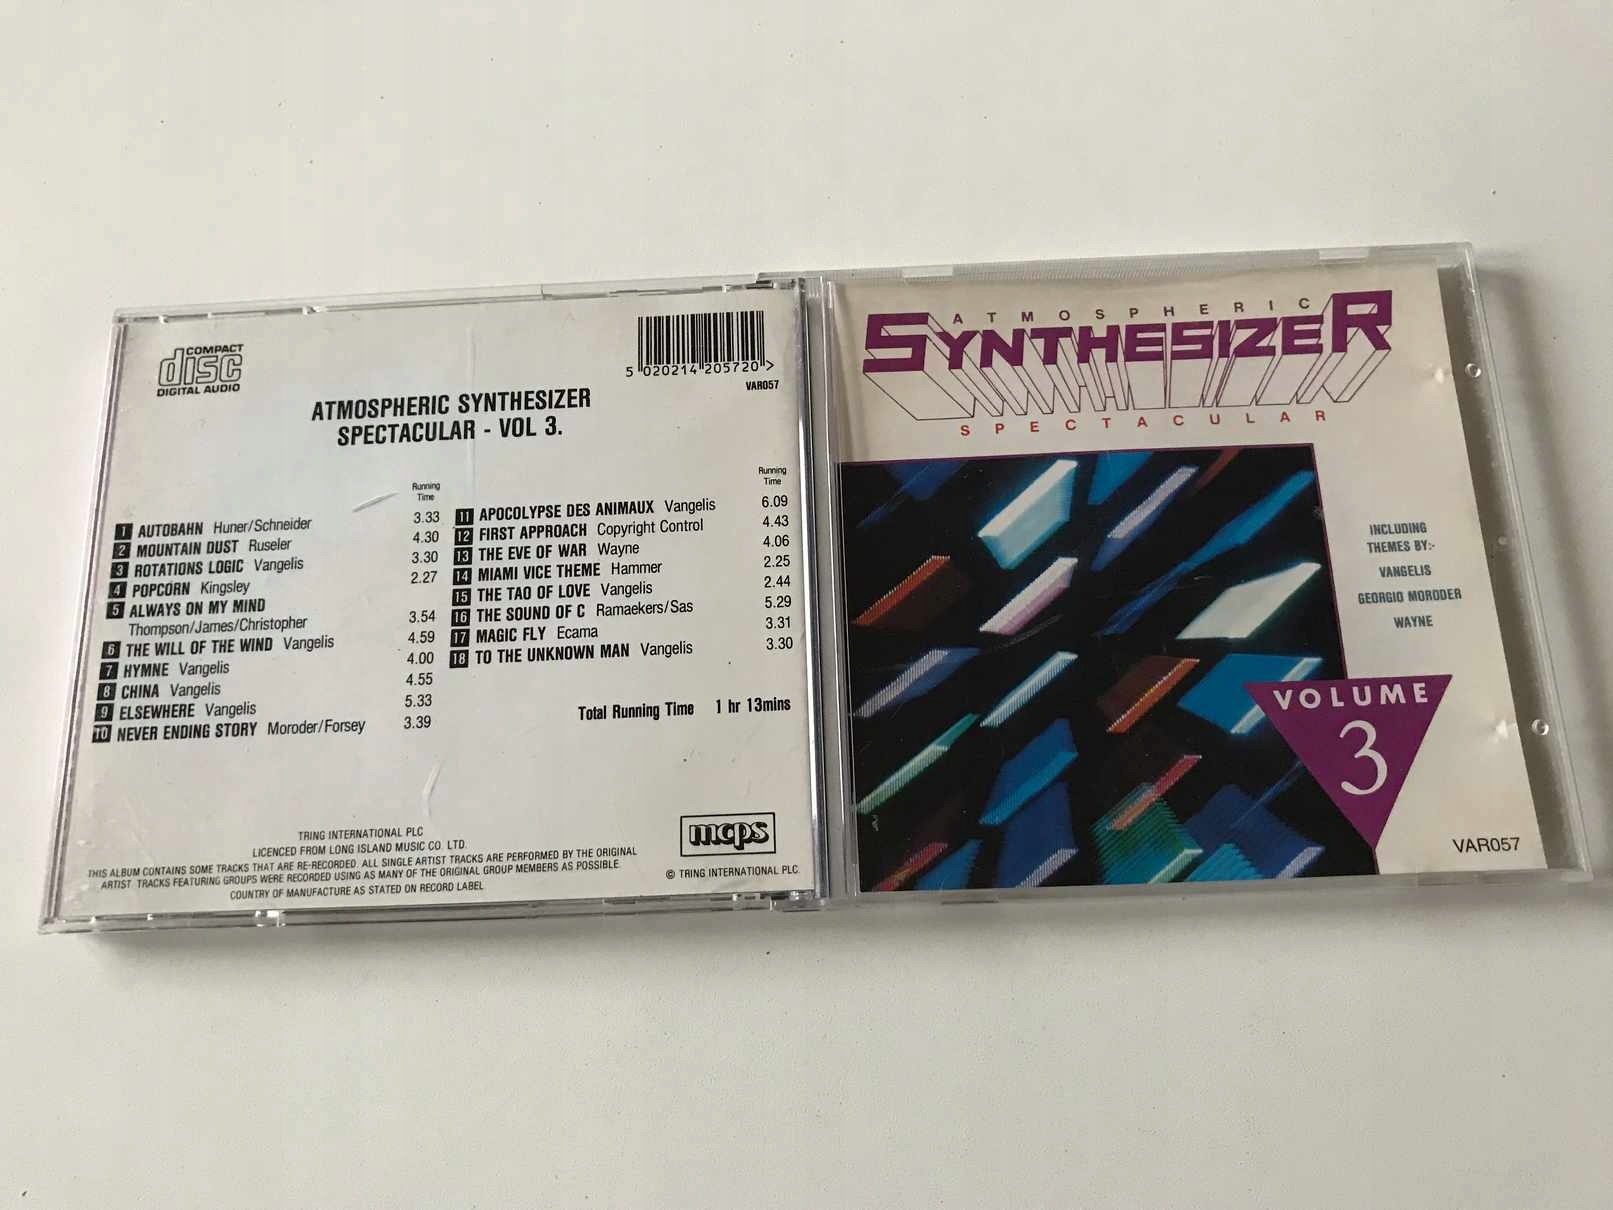 COMPACT
disc
DIGITAL AUDIO
5 020214 205720 >
VAR057
ATMOSPHERIC SYNTHESIZER
SPECTACULAR - VOL 3.
Running
Time
1 AUTOBAHN Huner/Schneider 3.33
2 MOUNTAIN DUST Ruseler 4.30
3 ROTATIONS LOGIC Vangelis 3.30
4 POPCORN Kingsley 2.27
5 ALWAYS ON MY MIND
Thompson/James/Christopher 3.54
6 THE WILL OF THE WIND Vangelis 4.59
7 HYMNE Vangelis 4.00
8 CHINA Vangelis 4.55
9 ELSEWHERE Vangelis 5.33
10 NEVER ENDING STORY Moroder/Forsey 3.39
Running
Time
11 APOCOLYPSE DES ANIMAUX Vangelis 6.09
12 FIRST APPROACH Copyright Control 4.43
13 THE EVE OF WAR Wayne 4.06
14 MIAMI VICE THEME Hammer 2.25
15 THE TAO OF LOVE Vangelis 2.44
16 THE SOUND OF C Ramaekers/Sas 5.29
17 MAGIC FLY Ecama 3.31
18 TO THE UNKNOWN MAN Vangelis 3.30
Total Running Time 1 hr 13mins
TRING INTERNATIONAL PLC
LICENCED FROM LONG ISLAND MUSIC CO. LTD.
THIS ALBUM CONTAINS SOME TRACKS THAT ARE RE-RECORDED. ALL SINGLE ARTIST TRACKS ARE PERFORMED BY THE ORIGINAL
ARTIST. TRACKS FEATURING GROUPS WERE RECORDED USING AS MANY OF THE ORIGINAL GROUP MEMBERS AS POSSIBLE.
COUNTRY OF MANUFACTURE AS STATED ON RECORD LABEL
mcps
© TRING INTERNATIONAL PLC.
ATMOSPHERIC
SYNTHESIZER
SPECTACULAR
INCLUDING
THEMES BY:-
VANGELIS
GEORGIO MORODER
WAYNE
VOLUME
3
VAR057